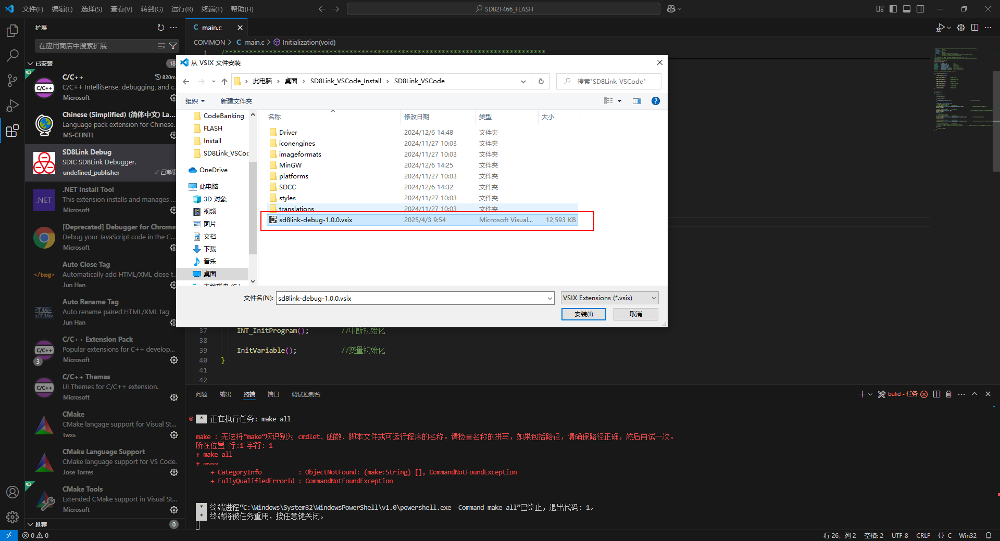 文件(F) 编辑(E) 选择(S) 查看(V) 转到(G) 运行(R) 终端(T) 帮助(H)
SD82F466_FLASH
扩展
在应用商店中搜索扩展
已安装
18
C/C++
820m
C/C++ IntelliSense, debugging, and c...
Microsoft
Chinese (Simplified) (简体中文) La...
Language pack extension for Chinese...
MS-CEINTL
SD8Link Debug
SDIC SD8Link Debugger.
undefined_publisher
已卸载
.NET
.NET Install Tool
This extension installs and manages ...
Microsoft
[Deprecated] Debugger for Chrome
Debug your JavaScript code in the C...
Microsoft
</tag>
Auto Close Tag
Automatically add HTML/XML close t...
Jun Han
<TAG>
</TAG>
Auto Rename Tag
Auto rename paired HTML/XML tag
Jun Han
C/C++
3
C/C++ Extension Pack
Popular extensions for C++ develop...
Microsoft
C/C++
C/C++ Themes
UI Themes for C/C++ extension.
Microsoft
CMake
CMake langage support for Visual St...
twxs
CMake Language Support
CMake language support for VS Code.
Jose Torres
CMake Tools
Extended CMake support in Visual St...
Microsoft
推荐
0
C main.c
COMMON > C main.c > Initialization(void)
1 /********************************************************************************
从 VSIX 文件安装
此电脑 > 桌面 > SD8Link_VSCode_Install > SD8Link_VSCode
搜索"SD8Link_VSCode"
组织 新建文件夹
CodeBanking
FLASH
Install
SD8Link_VSCoc
OneDrive
此电脑
3D 对象
视频
图片
文档
下载
音乐
桌面
本地磁盘 (C:)
名称 修改日期 类型 大小
Driver 2024/12/6 14:48 文件夹
iconengines 2024/11/27 10:03 文件夹
imageformats 2024/11/27 10:03 文件夹
MinGW 2024/12/6 14:25 文件夹
platforms 2024/11/27 10:03 文件夹
SDCC 2024/12/6 14:32 文件夹
styles 2024/11/27 10:03 文件夹
translations 2024/11/27 10:03 文件夹
sd8link-debug-1.0.0.vsix 2025/4/3 9:54 Microsoft Visual... 12,593 KB
文件名(N): sd8link-debug-1.0.0.vsix VSIX Extensions (*.vsix)
安装(I) 取消
37 INT_InitProgram(); //中断初始化
38
39 InitVariable(); //变量初始化
40 }
41
42
问题 输出 终端 端口 调试控制台
build - 任务
* 正在执行任务: make all
make : 无法将“make”项识别为 cmdlet、函数、脚本文件或可运行程序的名称。请检查名称的拼写，如果包括路径，请确保路径正确，然后再试一次。
所在位置 行:1 字符: 1
+ make all
+ ~~~~
+ CategoryInfo : ObjectNotFound: (make:String) [], CommandNotFoundException
+ FullyQualifiedErrorId : CommandNotFoundException
* 终端进程“C:\Windows\System32\WindowsPowerShell\v1.0\powershell.exe -Command make all”已终止，退出代码: 1。
* 终端将被任务重用，按任意键关闭。
0 0
行 26，列 2 空格: 2 UTF-8 CRLF {} C Win32